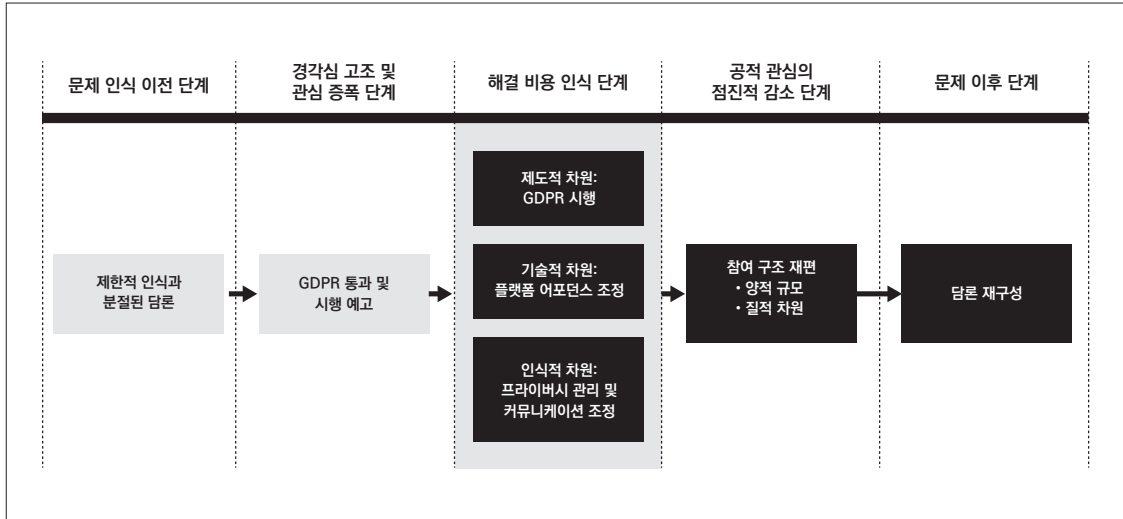 문제 인식 이전 단계
경각심 고조 및
관심 증폭 단계
해결 비용 인식 단계
공적 관심의
점진적 감소 단계
문제 이후 단계
제한적 인식과
분절된 담론
GDPR 통과 및
시행 예고
제도적 차원:
GDPR 시행
기술적 차원:
플랫폼 어포던스 조정
인식적 차원:
프라이버시 관리 및
커뮤니케이션 조정
참여 구조 재편
• 양적 규모
• 질적 차원
담론 재구성